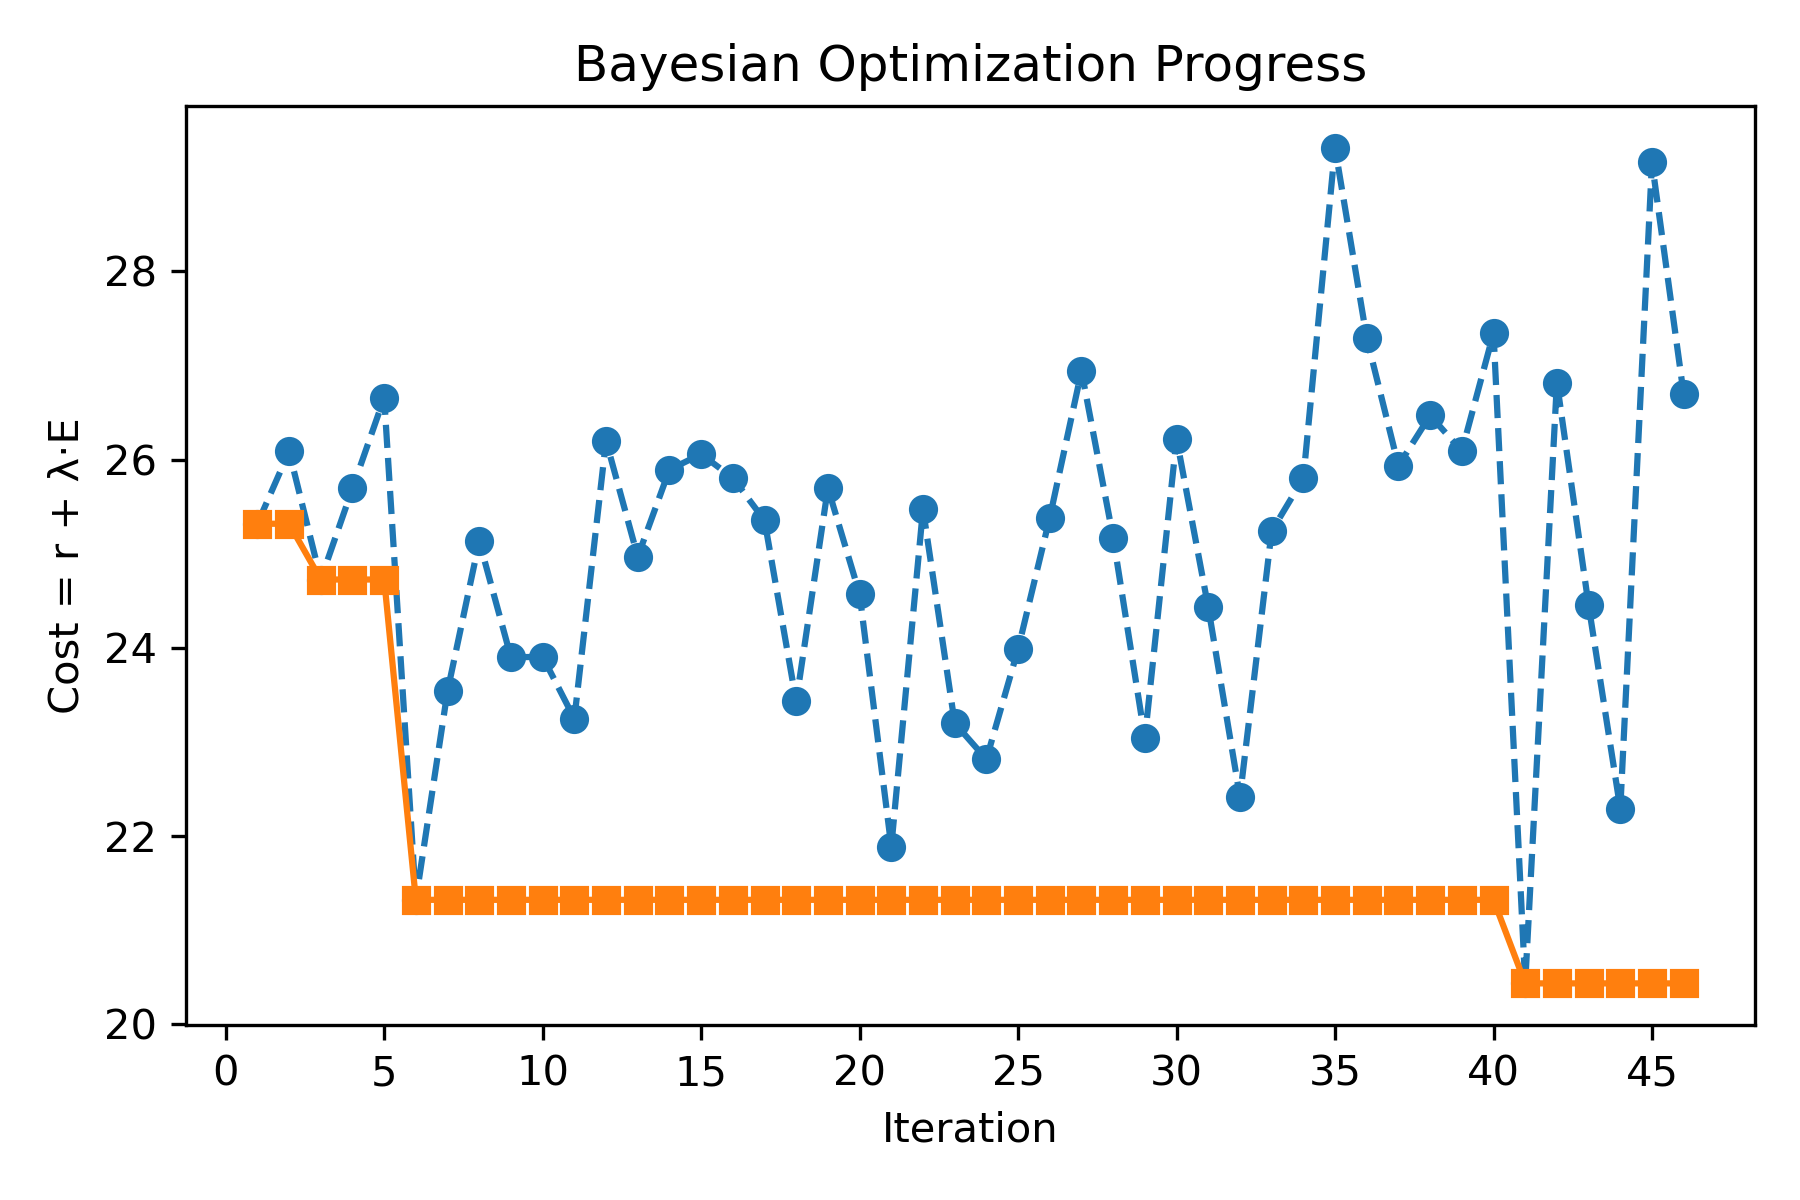 Bayesian Optimization Progress
Cost = r + λ·E
28
26
24
22
20
0 5 10 15 20 25 30 35 40 45
Iteration